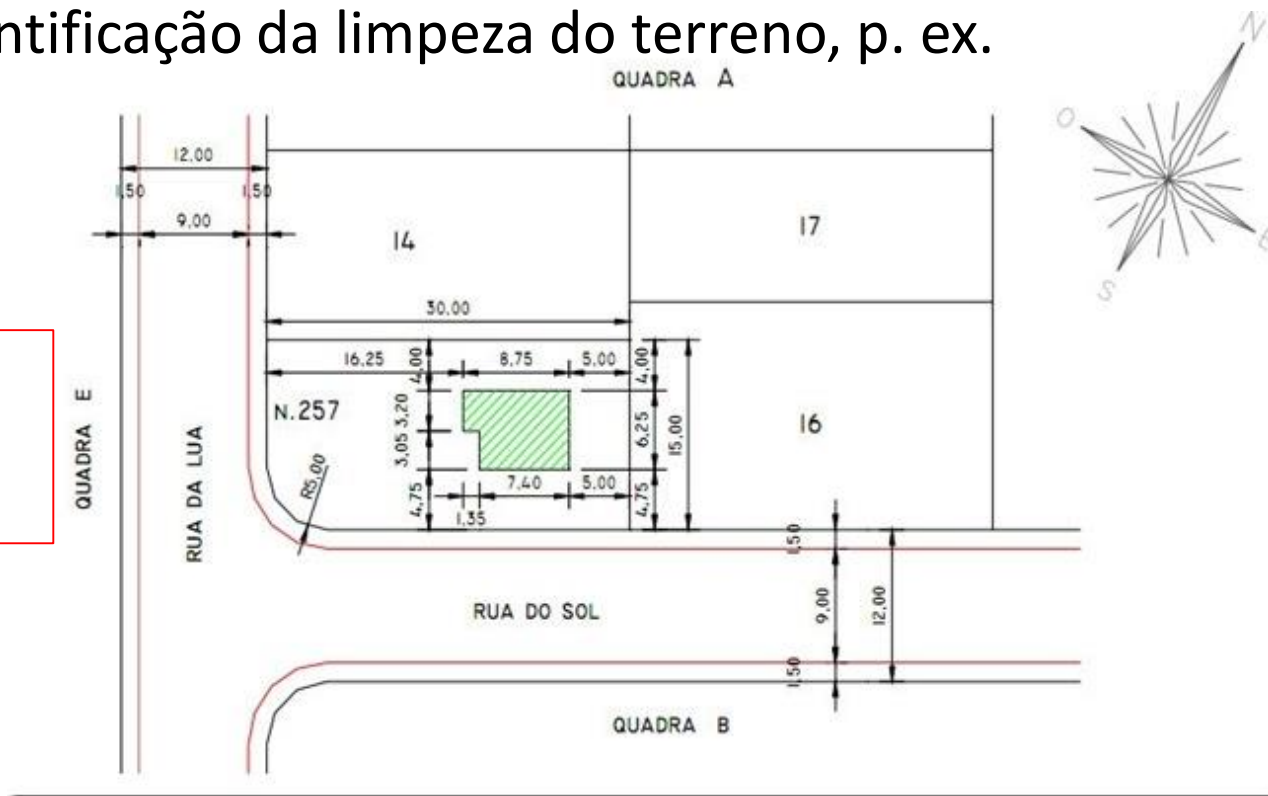 ntificação da limpeza do terreno, p. ex.
QUADRA A
N
O
E
S
12,00
1,50
1,50
9,00
14
17
30,00
16,25
4,00
8,75
5,00
4,00
N.257
3,20
3,05
6,25
15,00
16
QUADRA E
RUA DA LUA
R5,00
4,75
7,40
5,00
4,75
1,35
1,50
RUA DO SOL
9,00
12,00
1,50
QUADRA B